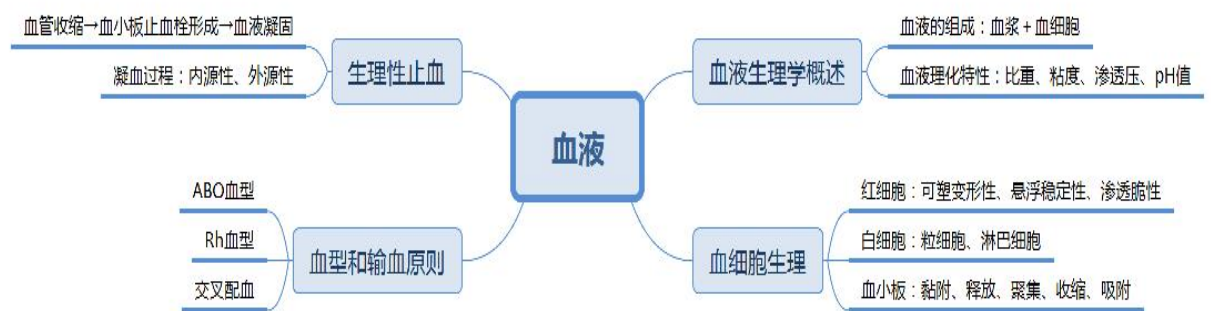 血液
血液生理学概述
血液的组成：血浆＋血细胞
血液理化特性：比重、粘度、渗透压、pH值
血细胞生理
红细胞：可塑变形性、悬浮稳定性、渗透脆性
白细胞：粒细胞、淋巴细胞
血小板：黏附、释放、聚集、收缩、吸附
生理性止血
血管收缩→血小板止血栓形成→血液凝固
凝血过程：内源性、外源性
血型和输血原则
ABO血型
Rh血型
交叉配血